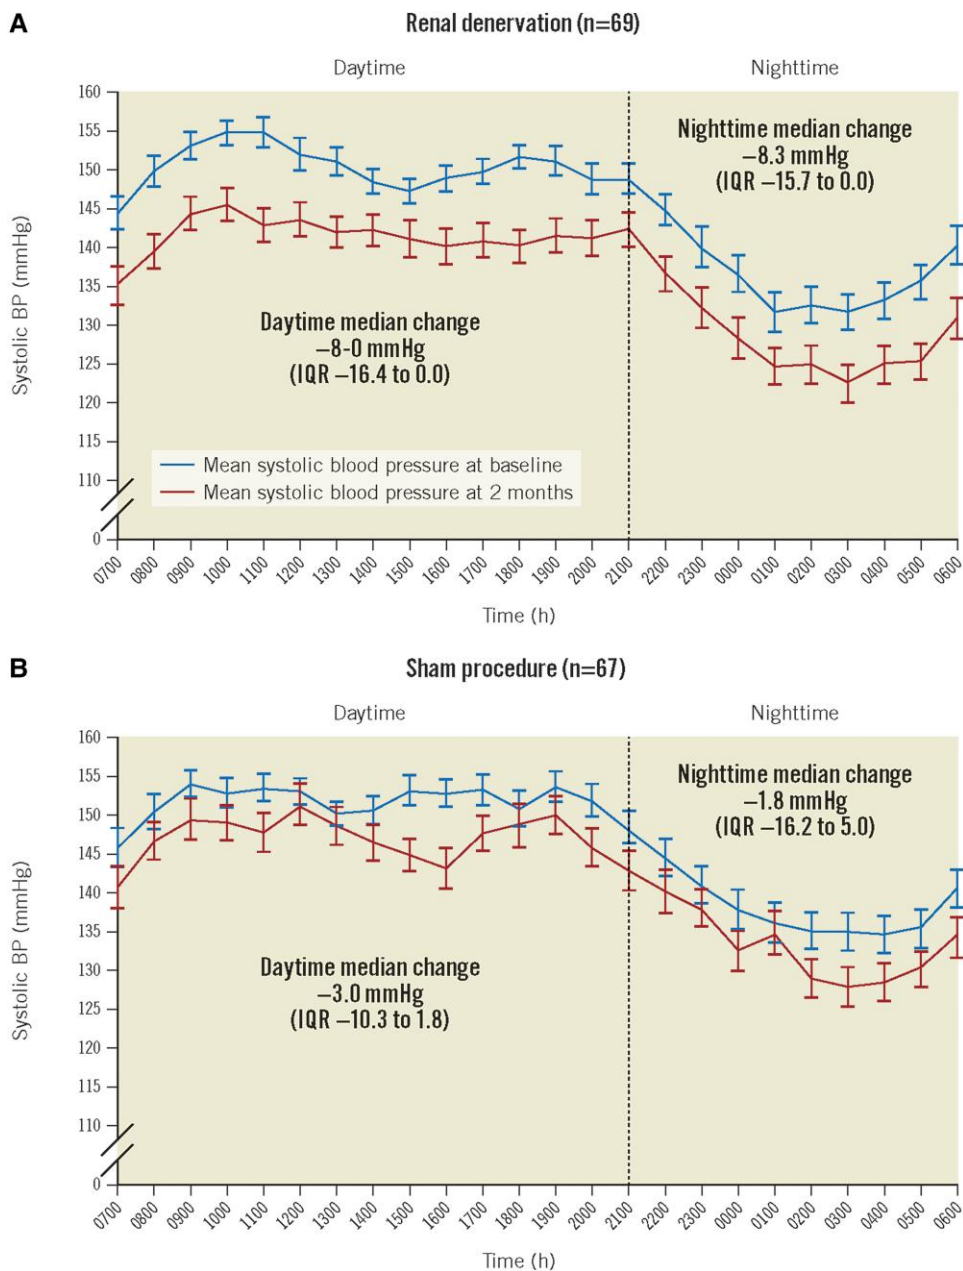 A
Renal denervation (n=69)
Daytime
Nighttime
160
155
150
145
140
135
130
125
120
115
110
0
Systolic BP (mmHg)
Nighttime median change
–8.3 mmHg
(IQR –15.7 to 0.0)
Daytime median change
–8-0 mmHg
(IQR –16.4 to 0.0)
Mean systolic blood pressure at baseline
Mean systolic blood pressure at 2 months
0700 0800 0900 1000 1100 1200 1300 1400 1500 1600 1700 1800 1900 2000 2100 2200 2300 0000 0100 0200 0300 0400 0500 0600
Time (h)
B
Sham procedure (n=67)
Daytime
Nighttime
160
155
150
145
140
135
130
125
120
115
110
0
Systolic BP (mmHg)
Nighttime median change
–1.8 mmHg
(IQR –16.2 to 5.0)
Daytime median change
–3.0 mmHg
(IQR –10.3 to 1.8)
0700 0800 0900 1000 1100 1200 1300 1400 1500 1600 1700 1800 1900 2000 2100 2200 2300 0000 0100 0200 0300 0400 0500 0600
Time (h)